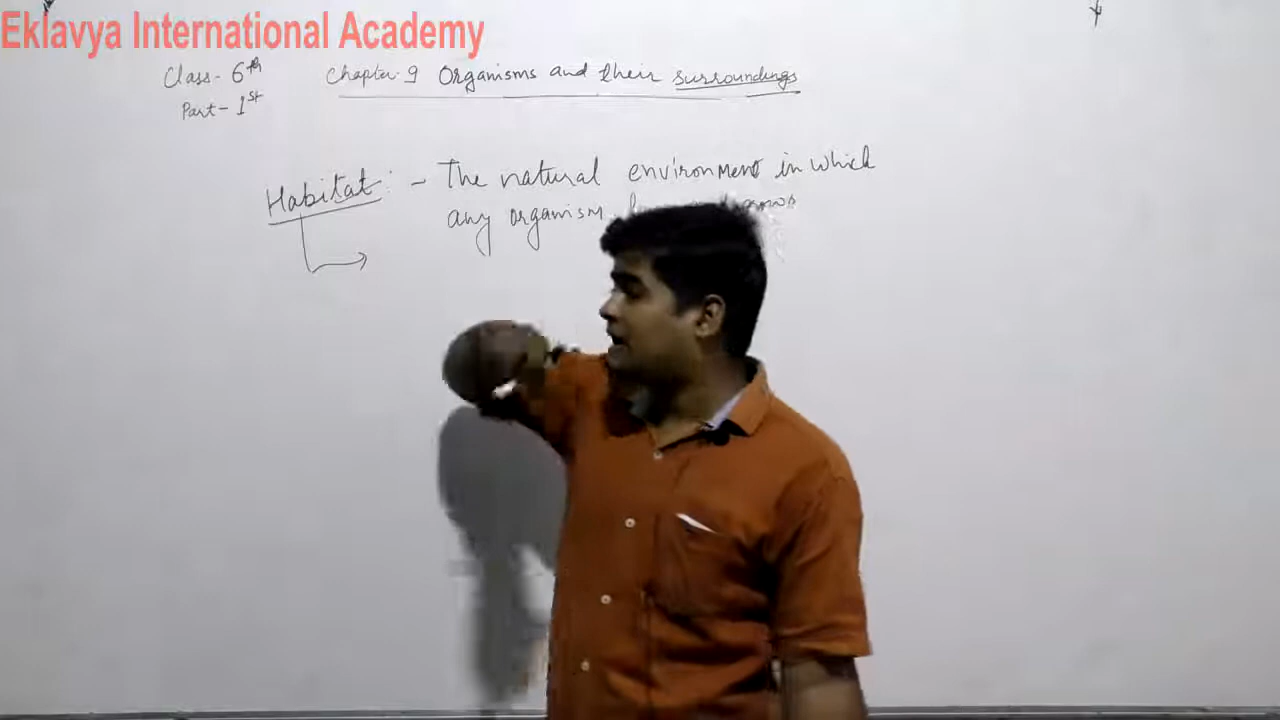 Eklavya International Academy
Class- 6th
Chapter 9 Organisms and their surroundings
Part- 1st
Habitat :- The natural environment in which
any organism